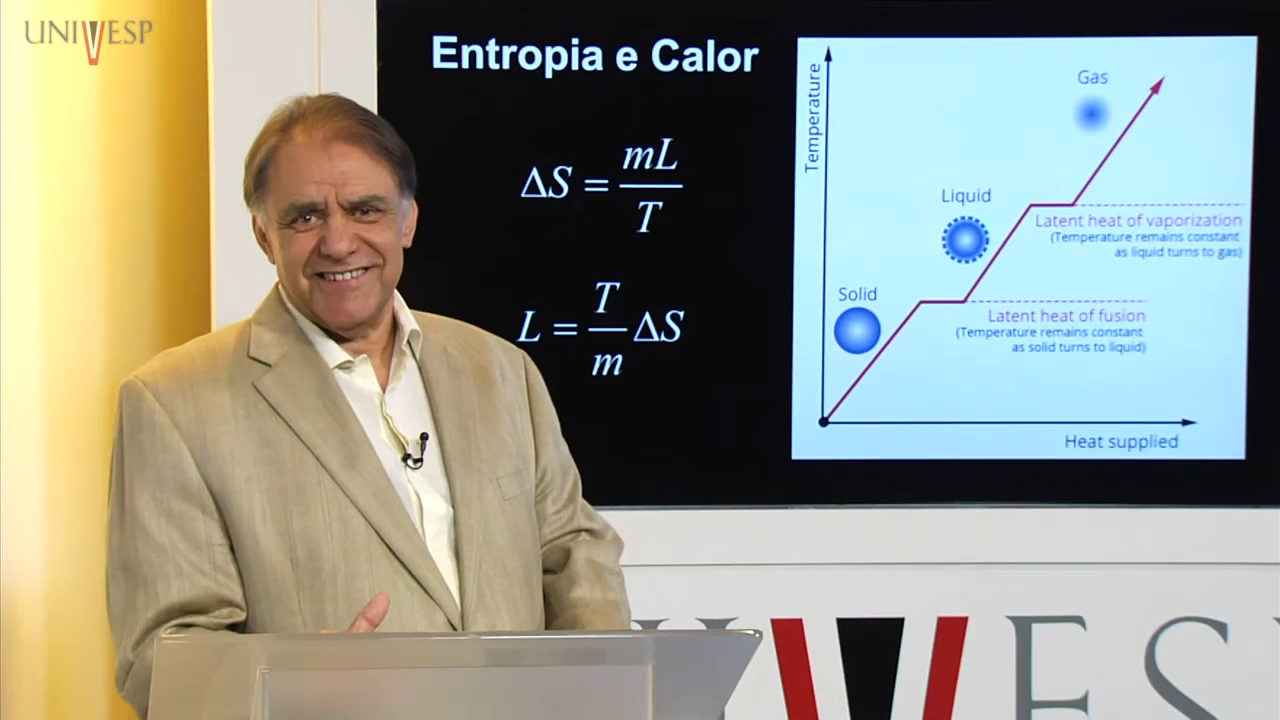 UNIVESP
Entropia e Calor
ΔS = mL/T
L = T/m ΔS
Temperature
Gas
Liquid
Latent heat of vaporization
(Temperature remains constant
as liquid turns to gas)
Solid
Latent heat of fusion
(Temperature remains constant
as solid turns to liquid)
Heat supplied
VES